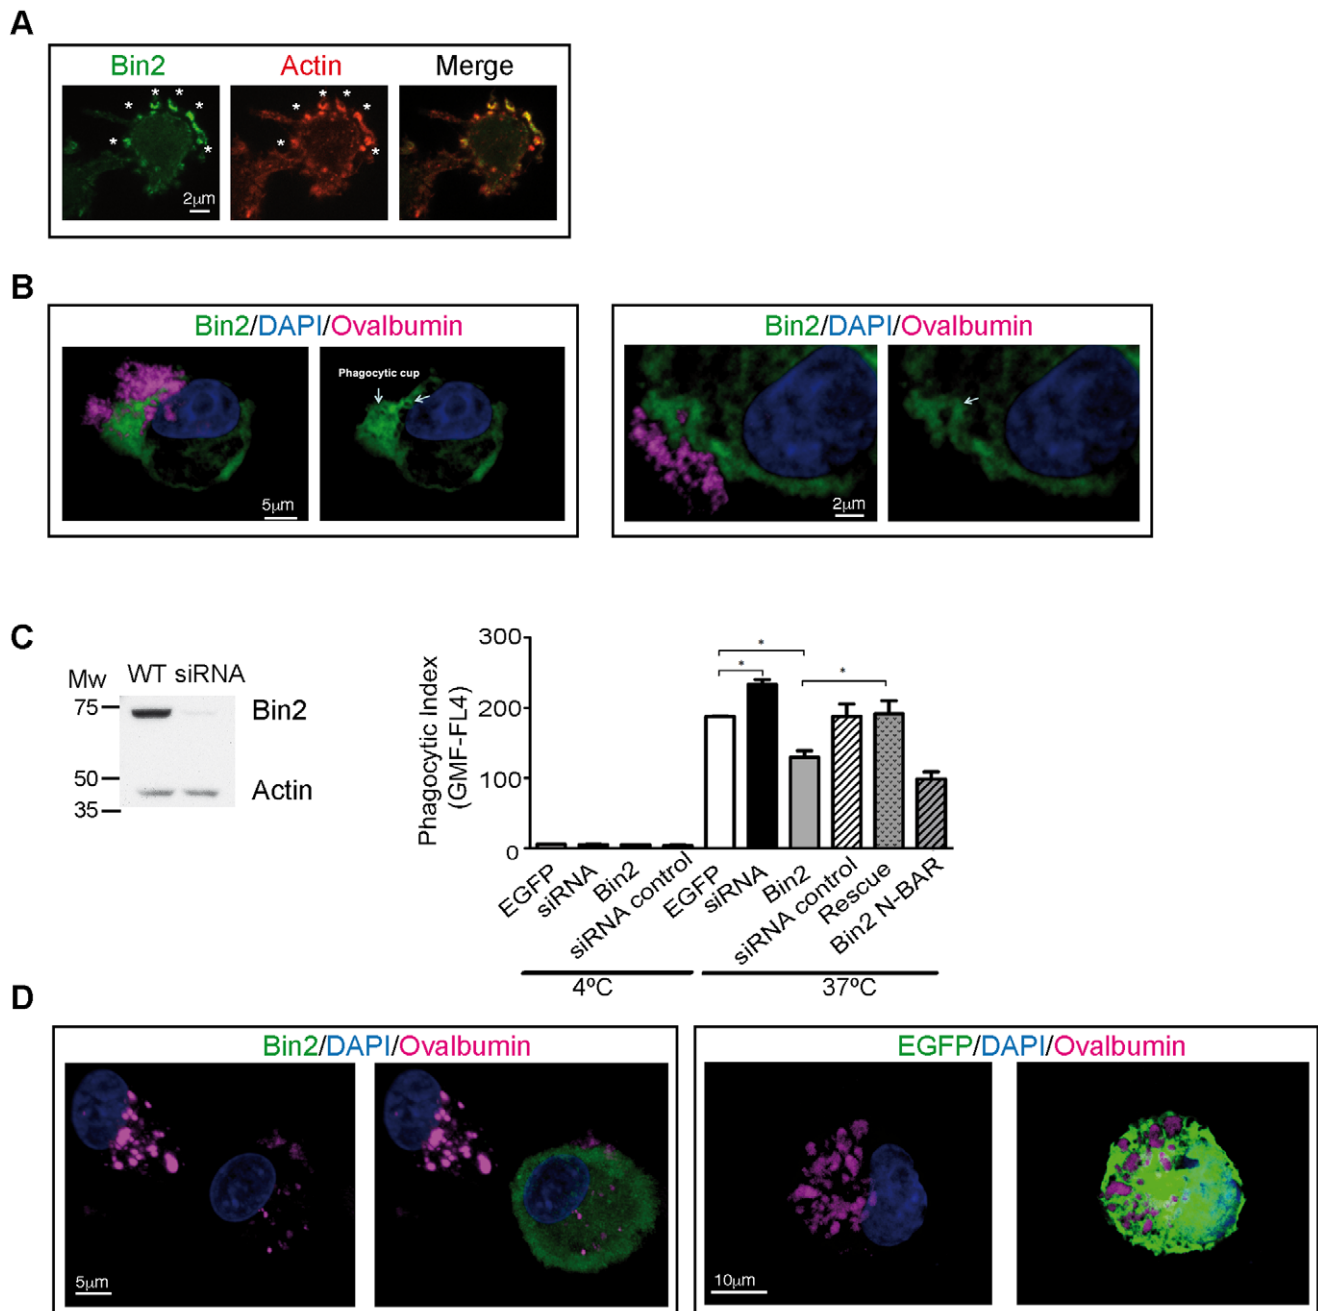 A
Bin2 Actin Merge
* * * * * *
* * * * * *
2µm
B
Bin2/DAPI/Ovalbumin
Phagocytic cup
5µm
Bin2/DAPI/Ovalbumin
2µm
C
Mw WT siRNA
75 Bin2
50
35 Actin
Phagocytic Index
(GMF-FL4)
300
200
100
0
*
*
*
EGFP
siRNA
Bin2
siRNA control
EGFP
siRNA
Bin2
siRNA control
Rescue
Bin2 N-BAR
4ºC
37ºC
D
Bin2/DAPI/Ovalbumin
5µm
EGFP/DAPI/Ovalbumin
10µm